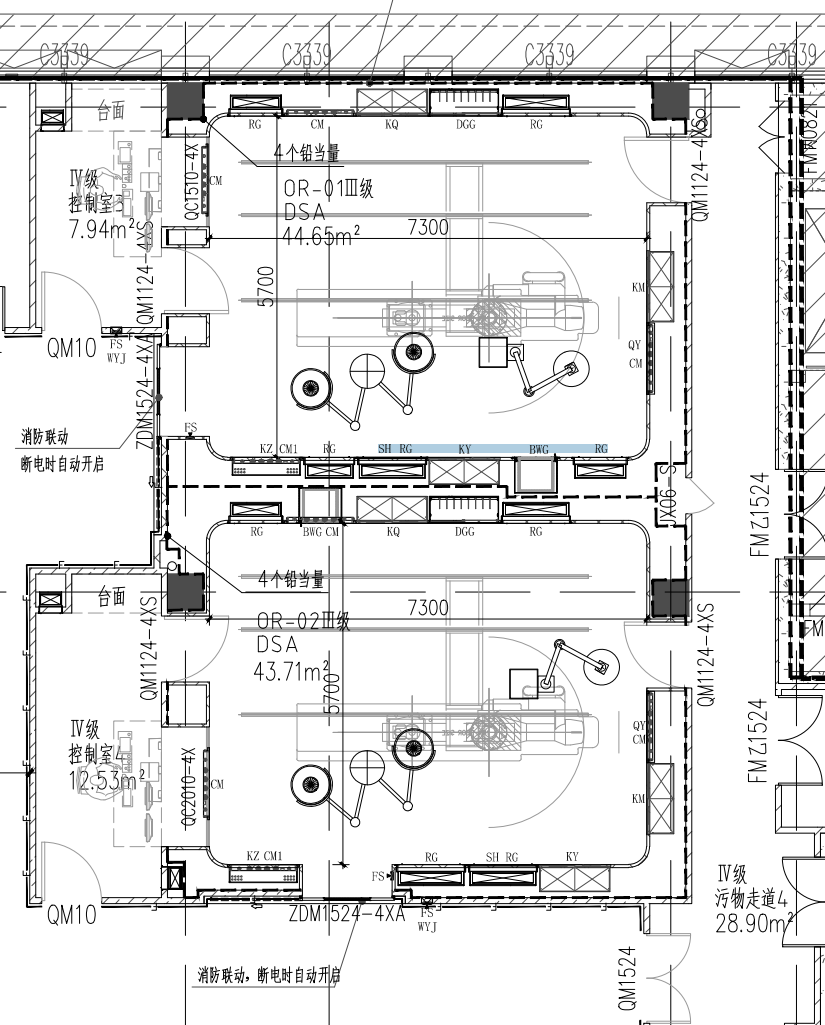 C3339
C3339
C3339
C3339
台面
RG
CM
KQ
DGG
RG
4个铅当量
QC1510-4X
CM
QM1124-4XS
Ⅳ级
控制室3
7.94m²
OR-01Ⅲ级
DSA
44.65m²
7300
5700
QM1124-4XS
KM
QY
CM
QM10
FS
WYJ
ZDM1524-4XA
消防联动
断电时自动开启
FS
KZ CM1
RG
SH RG
KY
BWG
RG
JX06-S
FMZ1524
RG
BWG CM
KQ
DGG
RG
4个铅当量
台面
QM1124-4XS
OR-02Ⅲ级
DSA
43.71m²
7300
5700
QM1124-4XS
FM
QY
CM
KM
FMZ1524
Ⅳ级
控制室4
12.53m²
QC2010-4X
CM
KZ CM1
RG
SH RG
KY
FS
QM10
ZDM1524-4XA
FS
WYJ
Ⅳ级
污物走道4
28.90m²
消防联动，断电时自动开启
QM1524